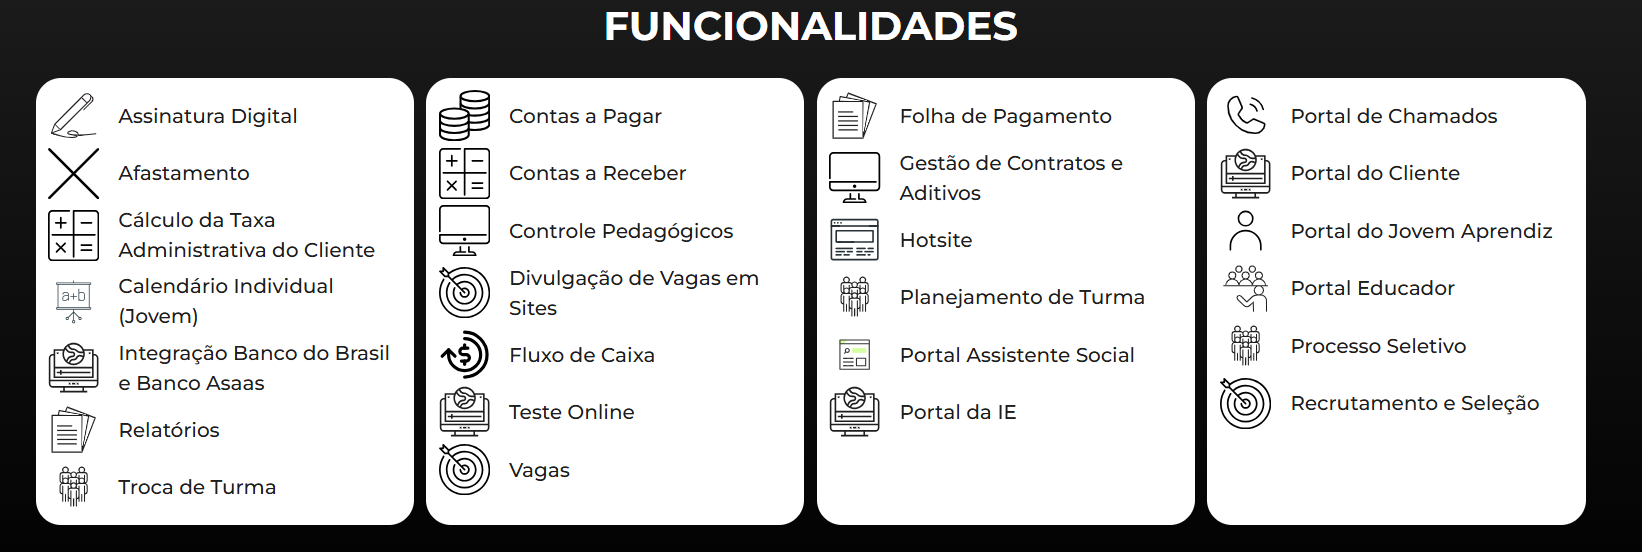 FUNCIONALIDADES
Assinatura Digital
Afastamento
Cálculo da Taxa
Administrativa do Cliente
a+b
Calendário Individual
(Jovem)
Integração Banco do Brasil
e Banco Asaas
Relatórios
Troca de Turma
Contas a Pagar
Contas a Receber
Controle Pedagógicos
Divulgação de Vagas em
Sites
Fluxo de Caixa
Teste Online
Vagas
Folha de Pagamento
Gestão de Contratos e
Aditivos
Hotsite
Planejamento de Turma
Portal Assistente Social
Portal da IE
Portal de Chamados
Portal do Cliente
Portal do Jovem Aprendiz
Portal Educador
Processo Seletivo
Recrutamento e Seleção